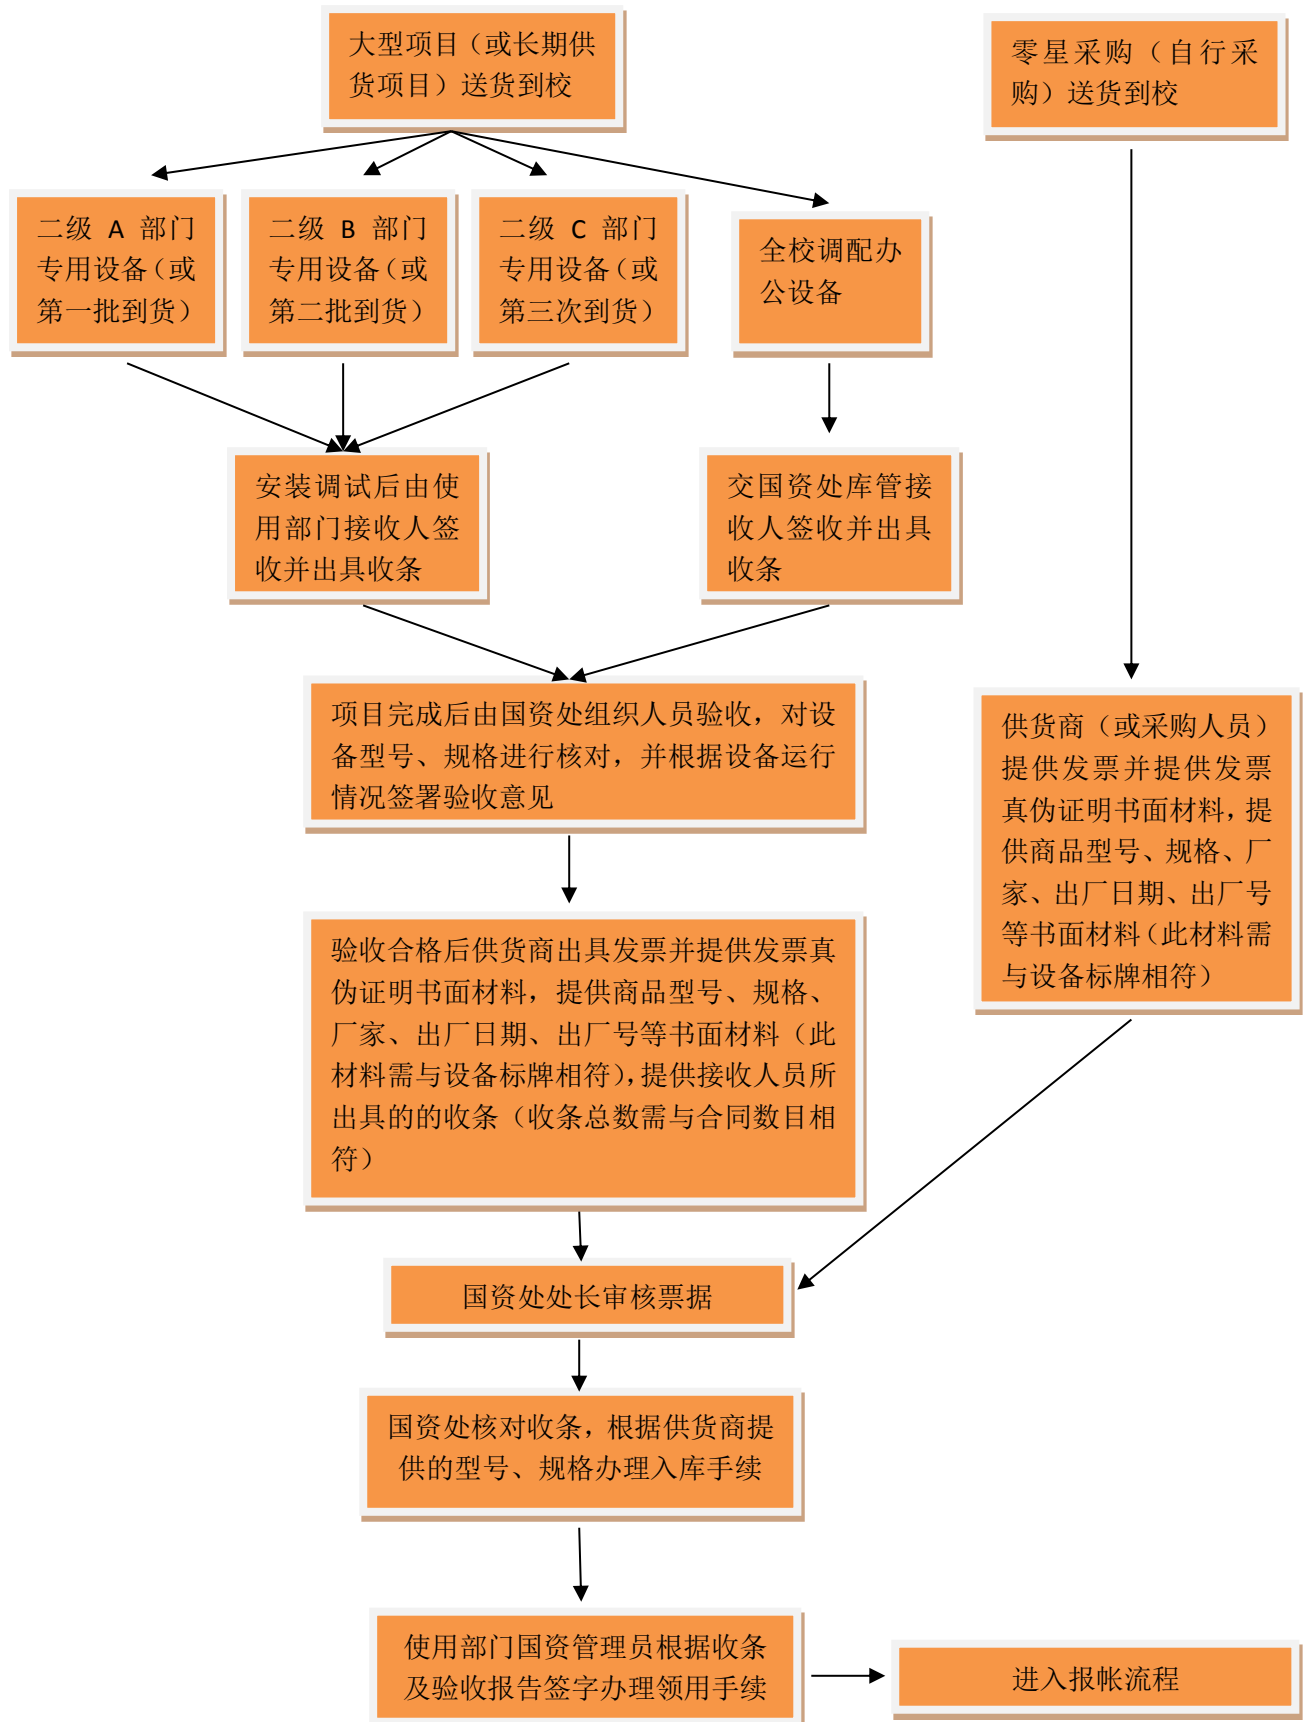 大型项目（或长期供
货项目）送货到校
零星采购（自行采
购）送货到校
二级 A 部门
专用设备（或
第一批到货）
二级 B 部门
专用设备（或
第二批到货）
二级 C 部门
专用设备（或
第三次到货）
全校调配办
公设备
安装调试后由使
用部门接收人签
收并出具收条
交国资处库管接
收人签收并出具
收条
项目完成后由国资处组织人员验收，对设
备型号、规格进行核对，并根据设备运行
情况签署验收意见
供货商（或采购人员）
提供发票并提供发票
真伪证明书面材料，提
供商品型号、规格、厂
家、出厂日期、出厂号
等书面材料（此材料需
与设备标牌相符）
验收合格后供货商出具发票并提供发票真
伪证明书面材料，提供商品型号、规格、
厂家、出厂日期、出厂号等书面材料（此
材料需与设备标牌相符），提供接收人员所
出具的的收条（收条总数需与合同数目相
符）
国资处处长审核票据
国资处核对收条，根据供货商提
供的型号、规格办理入库手续
使用部门国资管理员根据收条
及验收报告签字办理领用手续
进入报帐流程